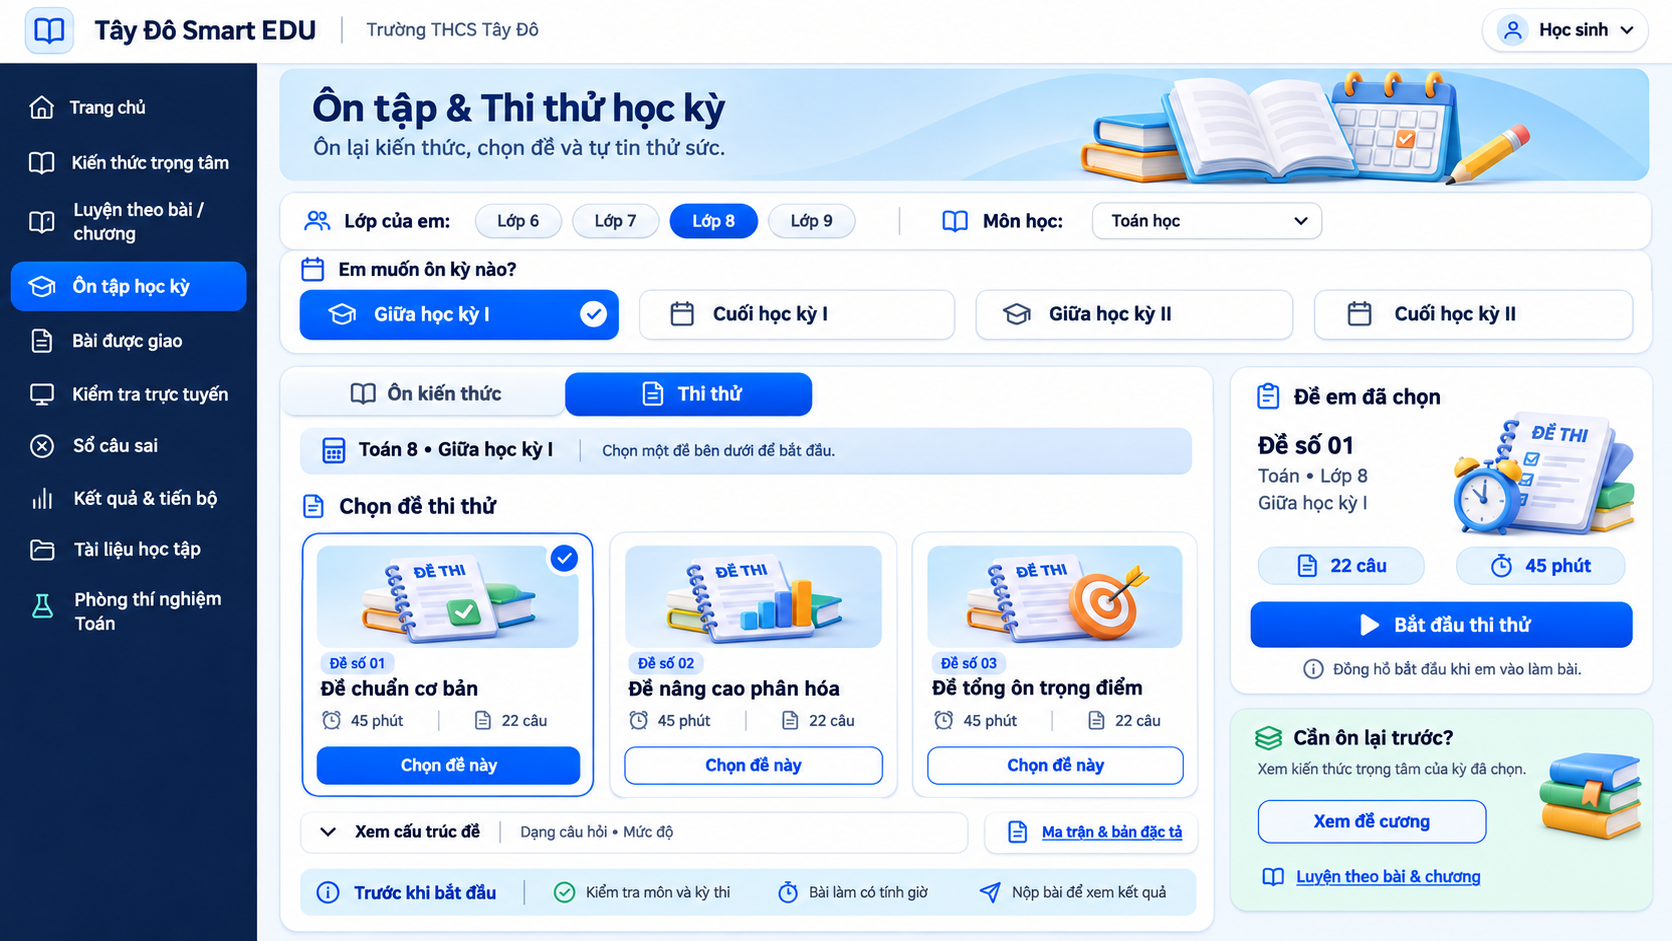 Tây Đô Smart EDU
Trường THCS Tây Đô
Học sinh
Trang chủ
Kiến thức trọng tâm
Luyện theo bài /
chương
Ôn tập học kỳ
Bài được giao
Kiểm tra trực tuyến
Sổ câu sai
Kết quả & tiến bộ
Tài liệu học tập
Phòng thí nghiệm
Toán
Ôn tập & Thi thử học kỳ
Ôn lại kiến thức, chọn đề và tự tin thử sức.
Lớp của em:
Lớp 6
Lớp 7
Lớp 8
Lớp 9
Môn học:
Toán học
Em muốn ôn kỳ nào?
Giữa học kỳ I
Cuối học kỳ I
Giữa học kỳ II
Cuối học kỳ II
Ôn kiến thức
Thi thử
Toán 8 • Giữa học kỳ I
Chọn một đề bên dưới để bắt đầu.
Chọn đề thi thử
ĐỀ THI
Đề số 01
Đề chuẩn cơ bản
45 phút
22 câu
Chọn đề này
ĐỀ THI
Đề số 02
Đề nâng cao phân hóa
45 phút
22 câu
Chọn đề này
ĐỀ THI
Đề số 03
Đề tổng ôn trọng điểm
45 phút
22 câu
Chọn đề này
Xem cấu trúc đề
Dạng câu hỏi • Mức độ
Ma trận & bản đặc tả
Trước khi bắt đầu
Kiểm tra môn và kỳ thi
Bài làm có tính giờ
Nộp bài để xem kết quả
Đề em đã chọn
Đề số 01
Toán • Lớp 8
Giữa học kỳ I
ĐỀ THI
22 câu
45 phút
Bắt đầu thi thử
Đồng hồ bắt đầu khi em vào làm bài.
Cần ôn lại trước?
Xem kiến thức trọng tâm của kỳ đã chọn.
Xem đề cương
Luyện theo bài & chương